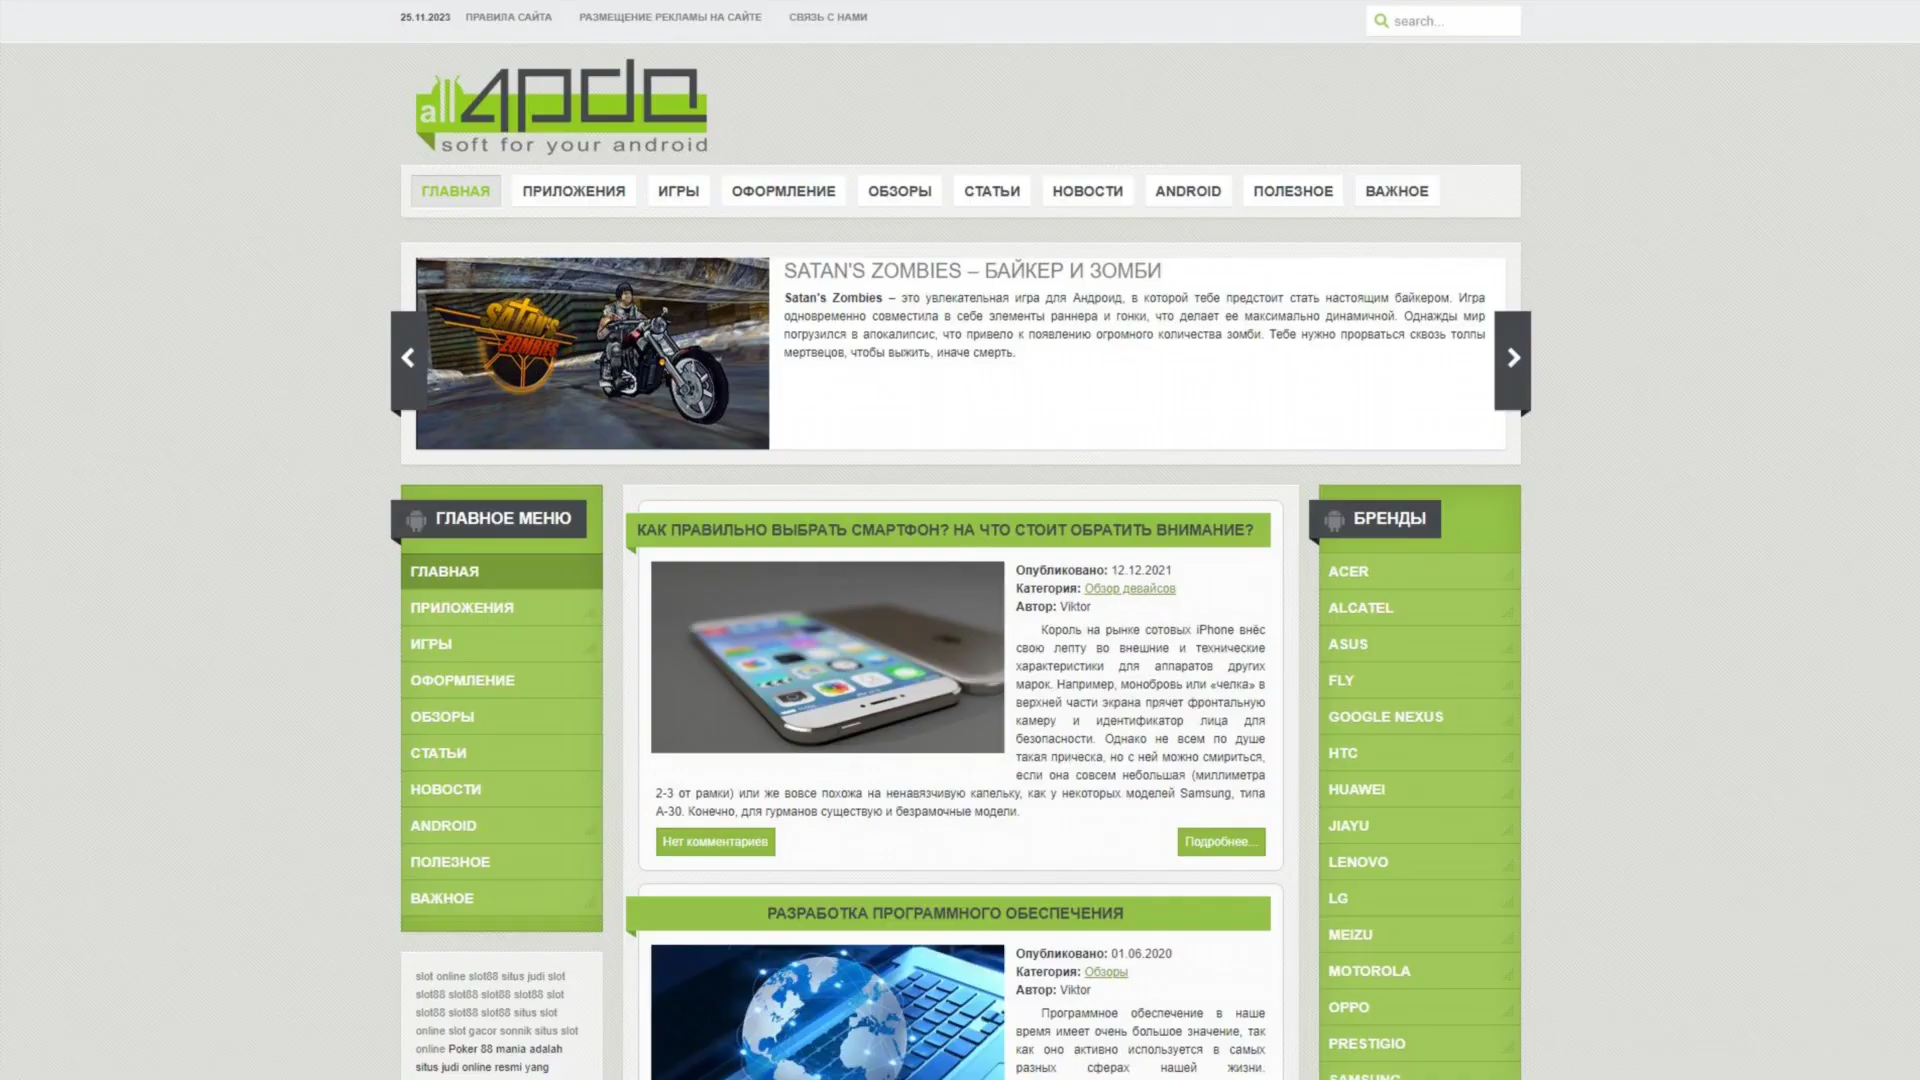 25.11.2023 ПРАВИЛА САЙТА РАЗМЕЩЕНИЕ РЕКЛАМЫ НА САЙТЕ СВЯЗЬ С НАМИ
search...
all4pda
soft for your android
ГЛАВНАЯ ПРИЛОЖЕНИЯ ИГРЫ ОФОРМЛЕНИЕ ОБЗОРЫ СТАТЬИ НОВОСТИ ANDROID ПОЛЕЗНОЕ ВАЖНОЕ
SATAN'S ZOMBIES
SATAN'S ZOMBIES – БАЙКЕР И ЗОМБИ
Satan's Zombies – это увлекательная игра для Андроид, в которой тебе предстоит стать настоящим байкером. Игра
одновременно совместила в себе элементы раннера и гонки, что делает ее максимально динамичной. Однажды мир
погрузился в апокалипсис, что привело к появлению огромного количества зомби. Тебе нужно прорваться сквозь толпы
мертвецов, чтобы выжить, иначе смерть.
ГЛАВНОЕ МЕНЮ
ГЛАВНАЯ
ПРИЛОЖЕНИЯ
ИГРЫ
ОФОРМЛЕНИЕ
ОБЗОРЫ
СТАТЬИ
НОВОСТИ
ANDROID
ПОЛЕЗНОЕ
ВАЖНОЕ
slot online slot88 situs judi slot
slot88 slot88 slot88 slot88 slot
slot88 slot88 slot88 situs slot
online slot gacor sonnik situs slot
online Poker 88 mania adalah
situs judi online resmi yang
КАК ПРАВИЛЬНО ВЫБРАТЬ СМАРТФОН? НА ЧТО СТОИТ ОБРАТИТЬ ВНИМАНИЕ?
Опубликовано: 12.12.2021
Категория: Обзор девайсов
Автор: Viktor
Король на рынке сотовых iPhone внёс
свою лепту во внешние и технические
характеристики для аппаратов других
марок. Например, монобровь или «челка» в
верхней части экрана прячет фронтальную
камеру и идентификатор лица для
безопасности. Однако не всем по душе
такая прическа, но с ней можно смириться,
если она совсем небольшая (миллиметра
2-3 от рамки) или же вовсе похожа на ненавязчивую капельку, как у некоторых моделей Samsung, типа
А-30. Конечно, для гурманов существую и безрамочные модели.
Нет комментариев
Подробнее...
РАЗРАБОТКА ПРОГРАММНОГО ОБЕСПЕЧЕНИЯ
Опубликовано: 01.06.2020
Категория: Обзоры
Автор: Viktor
Программное обеспечение в наше
время имеет очень большое значение, так
как оно активно используется в самых
разных сферах нашей жизни.
БРЕНДЫ
ACER
ALCATEL
ASUS
FLY
GOOGLE NEXUS
HTC
HUAWEI
JIAYU
LENOVO
LG
MEIZU
MOTOROLA
OPPO
PRESTIGIO
SAMSUNG